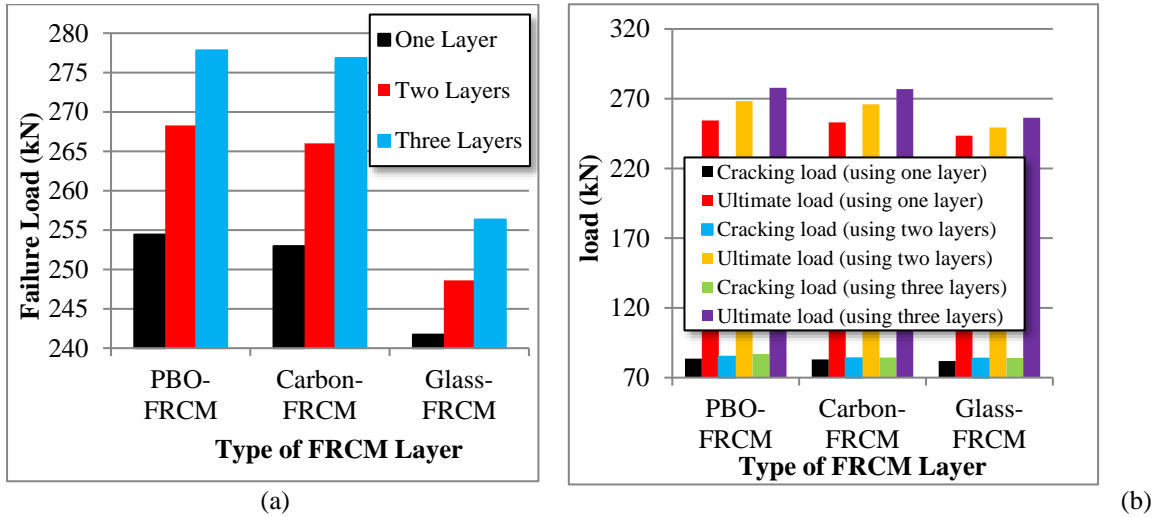 280
275
270
265
260
255
250
245
240
Failure Load (kN)
One Layer
Two Layers
Three Layers
PBO-
FRCM
Carbon-
FRCM
Glass-
FRCM
Type of FRCM Layer
(a)
320
270
220
170
120
70
load (kN)
Cracking load (using one layer)
Ultimate load (using one layer)
Cracking load (using two layers)
Ultimate load (using two layers)
Cracking load (using three layers)
Ultimate load (using three layers)
PBO-
FRCM
Carbon-
FRCM
Glass-
FRCM
Type of FRCM Layer
(b)